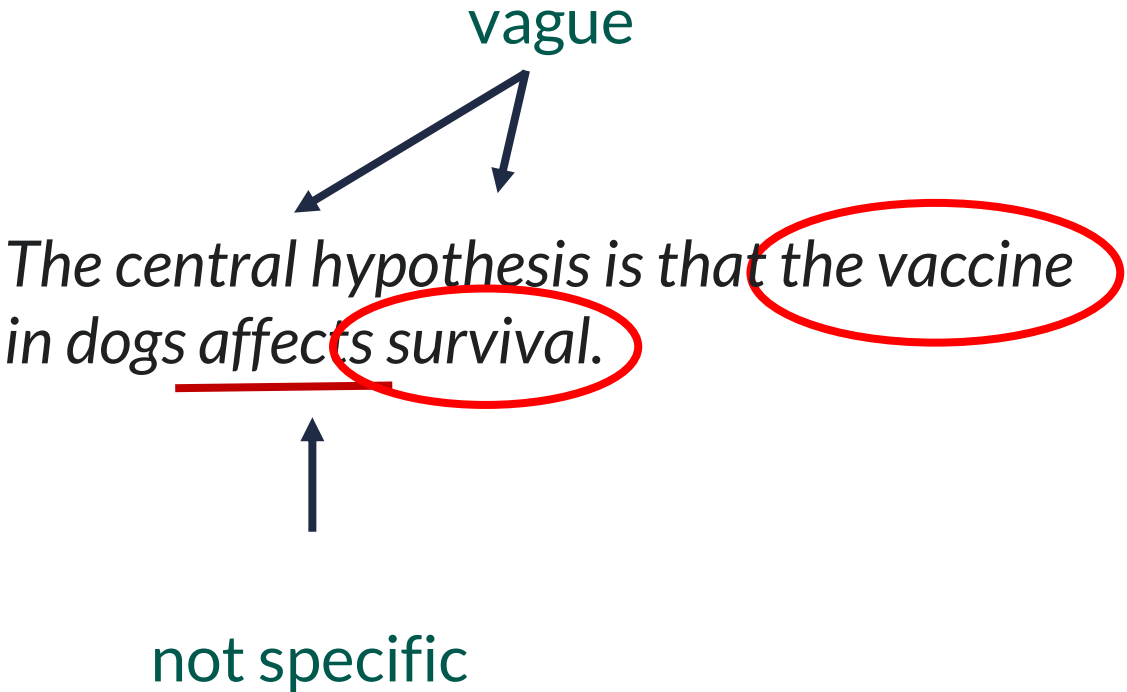 vague
The central hypothesis is that the vaccine
in dogs affects survival.
not specific